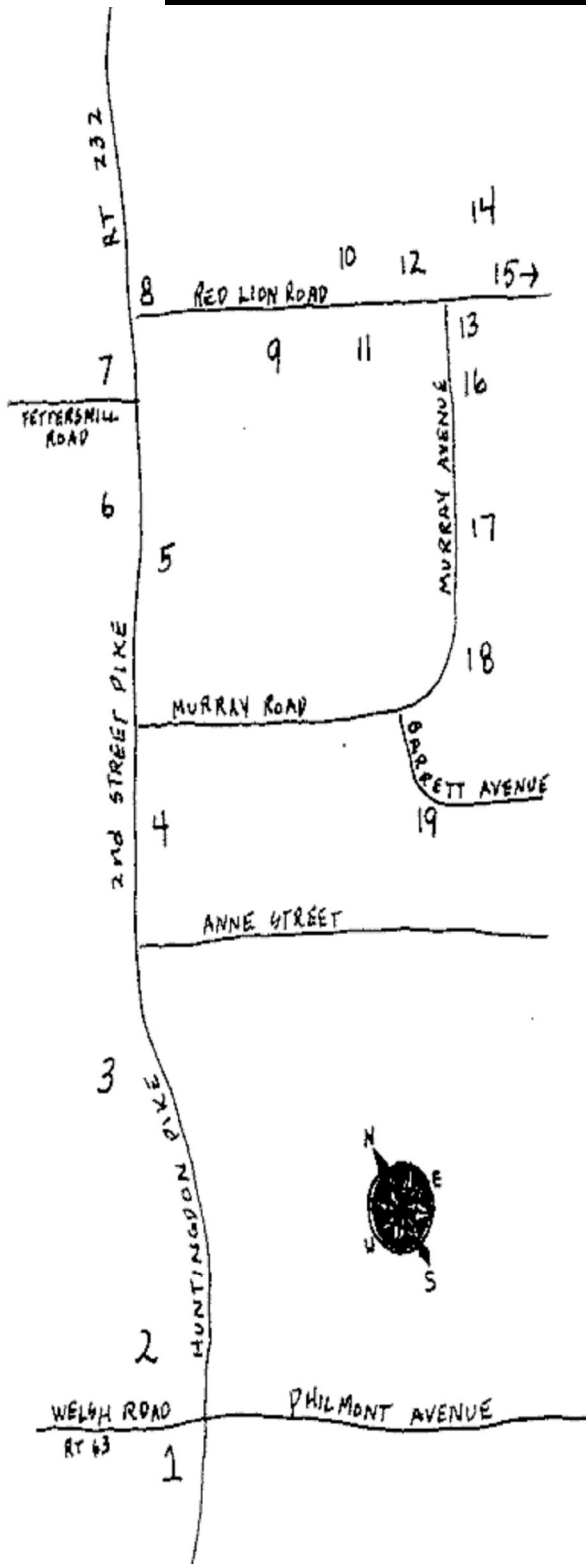 RT 232
14
10
12
15→
8
RED LION ROAD
13
9
11
7
16
FETTERSMILL
ROAD
MURRAY AVENUE
6
17
5
18
2nd STREET PIKE
MURRAY ROAD
BARRETT AVENUE
4
19
ANNE STREET
3
HUNTINGDON PIKE
N
E
W
S
2
WELSH ROAD
PHILMONT AVENUE
RT 63
1